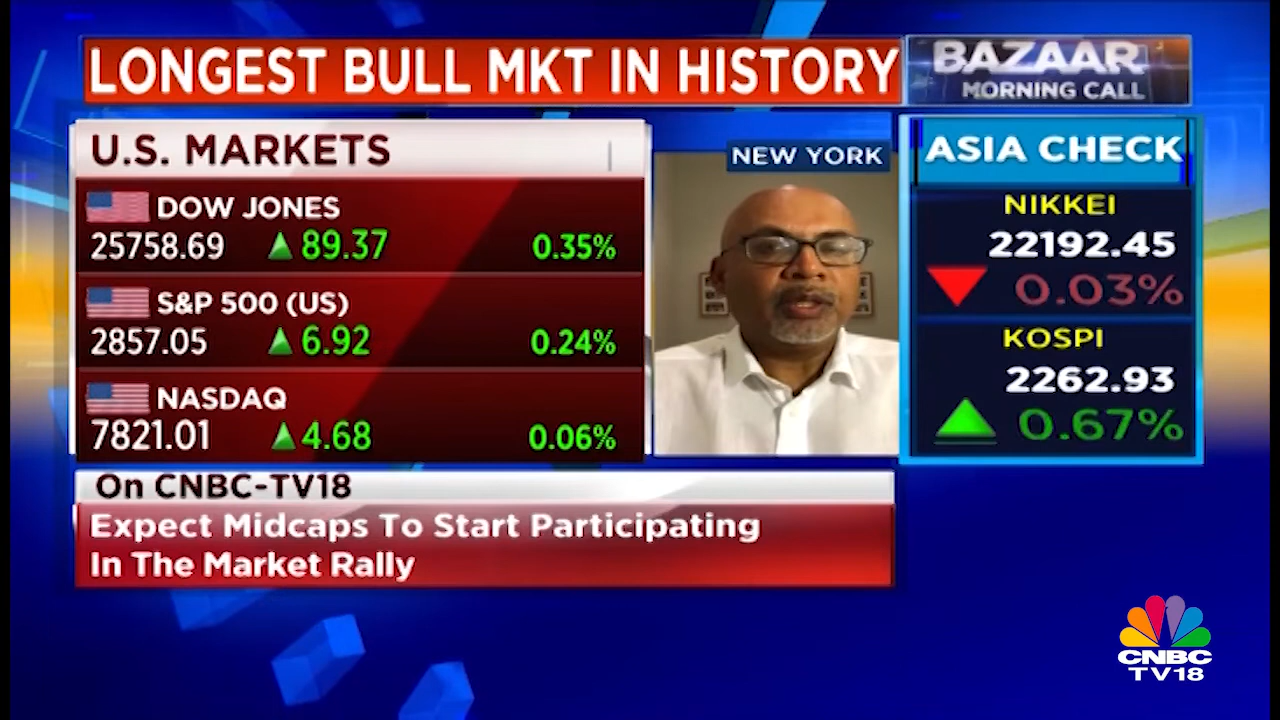 LONGEST BULL MKT IN HISTORY
BAZAAR
MORNING CALL
U.S. MARKETS
DOW JONES
25758.69 ▲ 89.37 0.35%
S&P 500 (US)
2857.05 ▲ 6.92 0.24%
NASDAQ
7821.01 ▲ 4.68 0.06%
NEW YORK
ASIA CHECK
NIKKEI
22192.45
▼ 0.03%
KOSPI
2262.93
▲ 0.67%
On CNBC-TV18
Expect Midcaps To Start Participating
In The Market Rally
CNBC
TV18